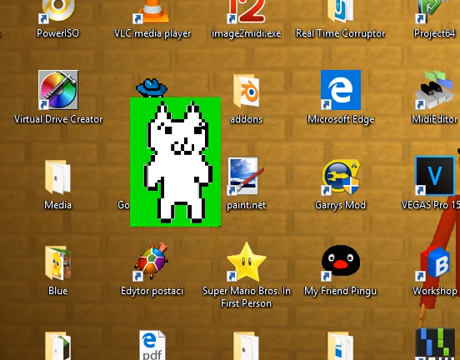 PowerISO
VLC media player
image2midi.exe
Real Time Corruptor
Project64
Virtual Drive Creator
addons
Microsoft Edge
MidiEditor
Media
Go
paint.net
Garrys Mod
VEGAS Pro 15
Blue
Edytor postaci
Super Mario Bros. In
First Person
My Friend Pingu
Workshop
pdf